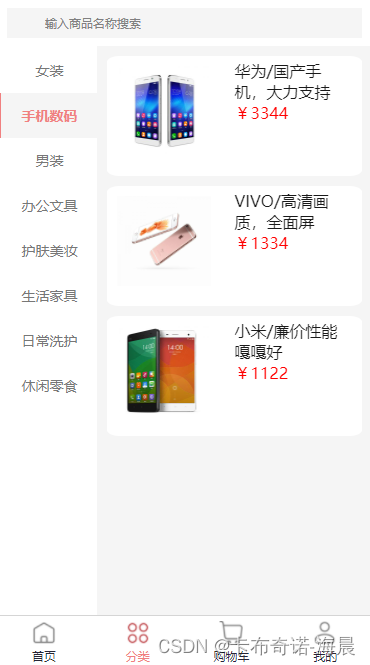 输入商品名称搜索
女装
手机数码
男装
办公文具
护肤美妆
生活家具
日常洗护
休闲零食
华为/国产手
机，大力支持
￥3344
VIVO/高清画
质，全面屏
￥1334
小米/廉价性能
嘎嘎好
￥1122
首页
分类
购物车
我的
CSDN @卡布奇诺-海晨